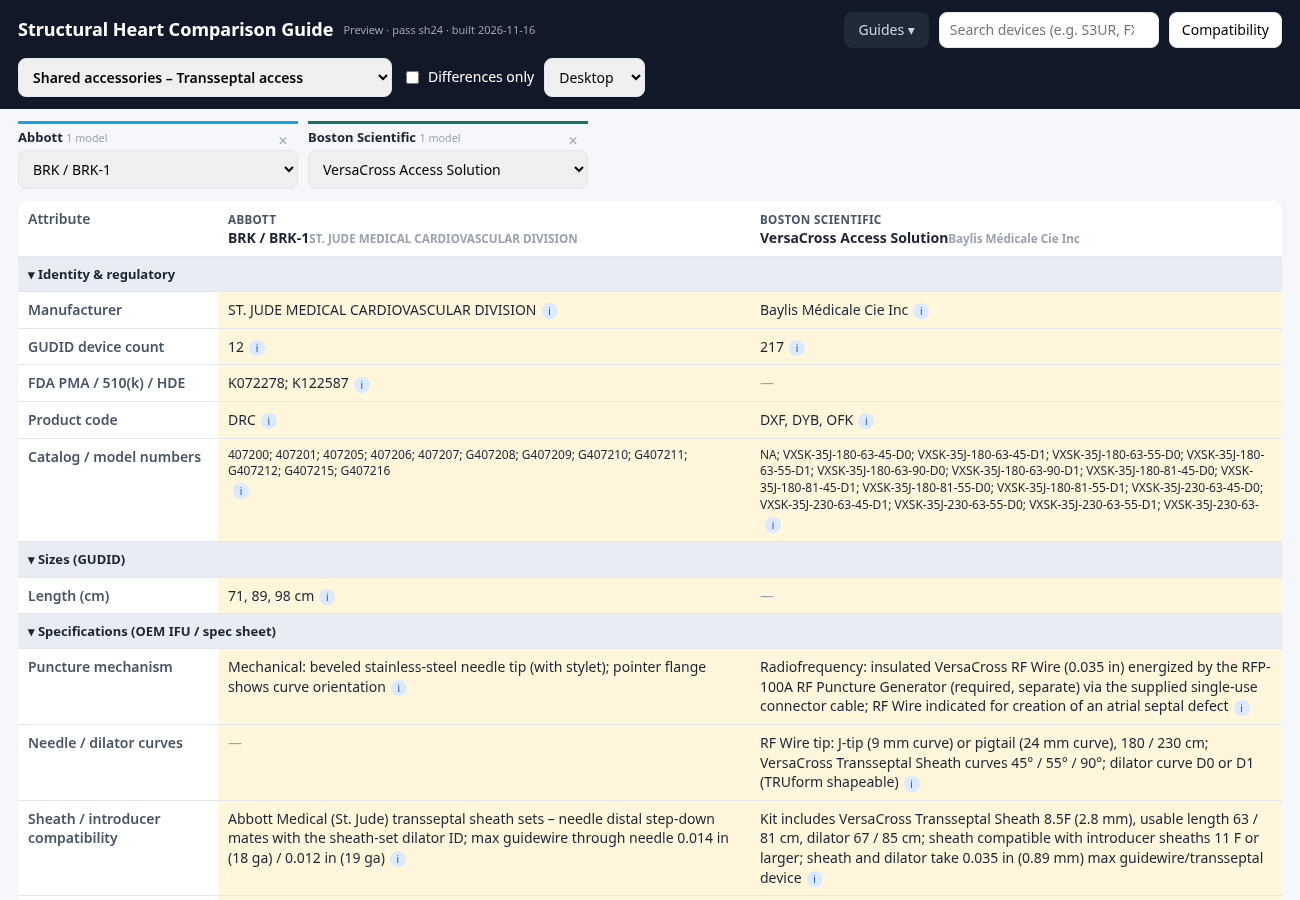 Structural Heart Comparison Guide Preview · pass sh24 · built 2026-11-16
Guides ▾ Search devices (e.g. S3UR, F Compatibility
Shared accessories – Transseptal access Differences only Desktop
Abbott 1 model ×
Boston Scientific 1 model ×
BRK / BRK-1
VersaCross Access Solution
Attribute
ABBOTT
BRK / BRK-1ST. JUDE MEDICAL CARDIOVASCULAR DIVISION
BOSTON SCIENTIFIC
VersaCross Access SolutionBaylis Médicale Cie Inc
▾ Identity & regulatory
Manufacturer
ST. JUDE MEDICAL CARDIOVASCULAR DIVISION i
Baylis Médicale Cie Inc i
GUDID device count
12 i
217 i
FDA PMA / 510(k) / HDE
K072278; K122587 i
—
Product code
DRC i
DXF, DYB, OFK i
Catalog / model numbers
407200; 407201; 407205; 407206; 407207; G407208; G407209; G407210; G407211;
G407212; G407215; G407216
i
NA; VXSK-35J-180-63-45-D0; VXSK-35J-180-63-45-D1; VXSK-35J-180-63-55-D0; VXSK-35J-180-
63-55-D1; VXSK-35J-180-63-90-D0; VXSK-35J-180-63-90-D1; VXSK-35J-180-81-45-D0; VXSK-
35J-180-81-45-D1; VXSK-35J-180-81-55-D0; VXSK-35J-180-81-55-D1; VXSK-35J-230-63-45-D0;
VXSK-35J-230-63-45-D1; VXSK-35J-230-63-55-D0; VXSK-35J-230-63-55-D1; VXSK-35J-230-63-
i
▾ Sizes (GUDID)
Length (cm)
71, 89, 98 cm i
—
▾ Specifications (OEM IFU / spec sheet)
Puncture mechanism
Mechanical: beveled stainless-steel needle tip (with stylet); pointer flange
shows curve orientation i
Radiofrequency: insulated VersaCross RF Wire (0.035 in) energized by the RFP-
100A RF Puncture Generator (required, separate) via the supplied single-use
connector cable; RF Wire indicated for creation of an atrial septal defect i
Needle / dilator curves
—
RF Wire tip: J-tip (9 mm curve) or pigtail (24 mm curve), 180 / 230 cm;
VersaCross Transseptal Sheath curves 45° / 55° / 90°; dilator curve D0 or D1
(TRUform shapeable) i
Sheath / introducer
compatibility
Abbott Medical (St. Jude) transseptal sheath sets – needle distal step-down
mates with the sheath-set dilator ID; max guidewire through needle 0.014 in
(18 ga) / 0.012 in (19 ga) i
Kit includes VersaCross Transseptal Sheath 8.5F (2.8 mm), usable length 63 /
81 cm, dilator 67 / 85 cm; sheath compatible with introducer sheaths 11 F or
larger; sheath and dilator take 0.035 in (0.89 mm) max guidewire/transseptal
device i